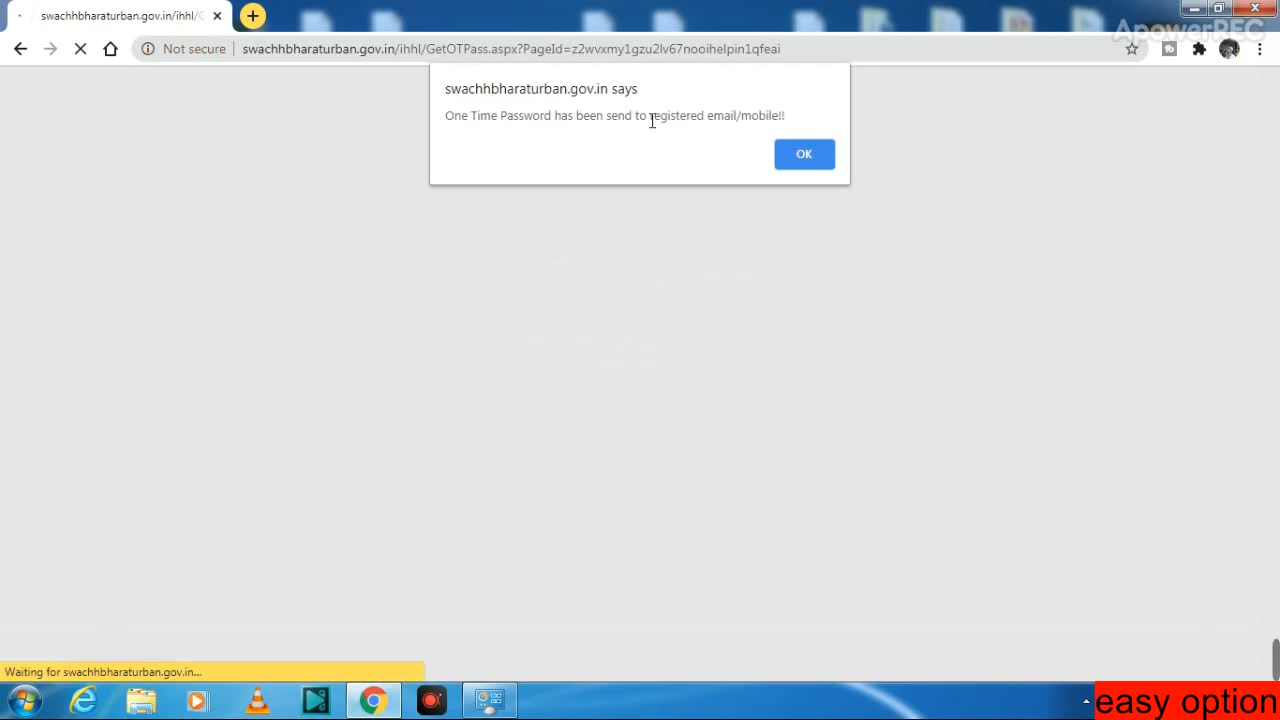 swachhbharaturban.gov.in/ihhl/G
ApowerREC
Not secure
swachhbharaturban.gov.in/ihhl/GetOTPass.aspx?PageId=z2wvxmy1gzu2lv67nooihelpin1qfeai
swachhbharaturban.gov.in says
One Time Password has been send to registered email/mobile!!
OK
Waiting for swachhbharaturban.gov.in...
easy option